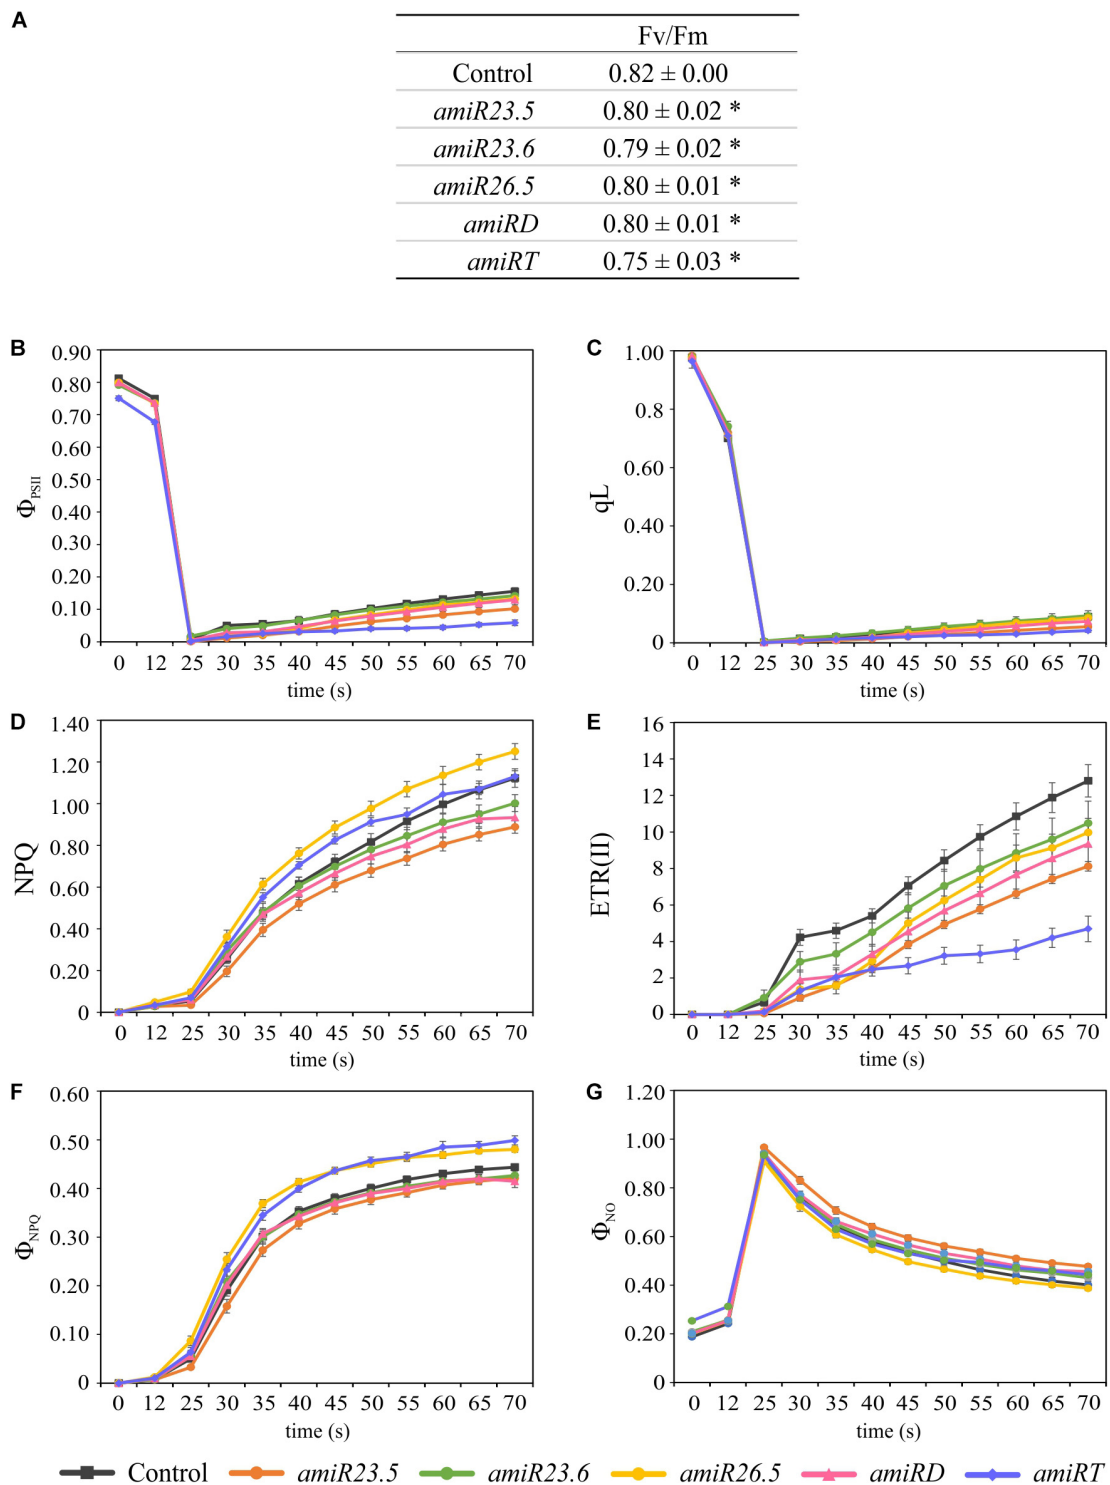 A
Fv/Fm
Control 0.82 ± 0.00
amiR23.5 0.80 ± 0.02 *
amiR23.6 0.79 ± 0.02 *
amiR26.5 0.80 ± 0.01 *
amiRD 0.80 ± 0.01 *
amiRT 0.75 ± 0.03 *
B
0.90
0.80
0.70
0.60
0.50
0.40
0.30
0.20
0.10
0
ΦPSII
0 12 25 30 35 40 45 50 55 60 65 70
time (s)
C
1.00
0.8
0.60
0.40
0.20
0
qL
0 12 25 30 35 40 45 50 55 60 65 70
time (s)
D
1.40
1.20
1.00
0.80
0.60
0.40
0.20
0
NPQ
0 12 25 30 35 40 45 50 55 60 65 70
time (s)
E
16
14
12
10
8
6
4
2
0
ETR(II)
0 12 25 30 35 40 45 50 55 60 65 70
time (s)
F
0.60
0.50
0.40
0.30
0.20
0.10
0
ΦNPQ
0 12 25 30 35 40 45 50 55 60 65 70
time (s)
G
1.20
1.00
0.80
0.60
0.40
0.20
0
ΦNO
0 12 25 30 35 40 45 50 55 60 65 70
time (s)
Control amiR23.5 amiR23.6 amiR26.5 amiRD amiRT